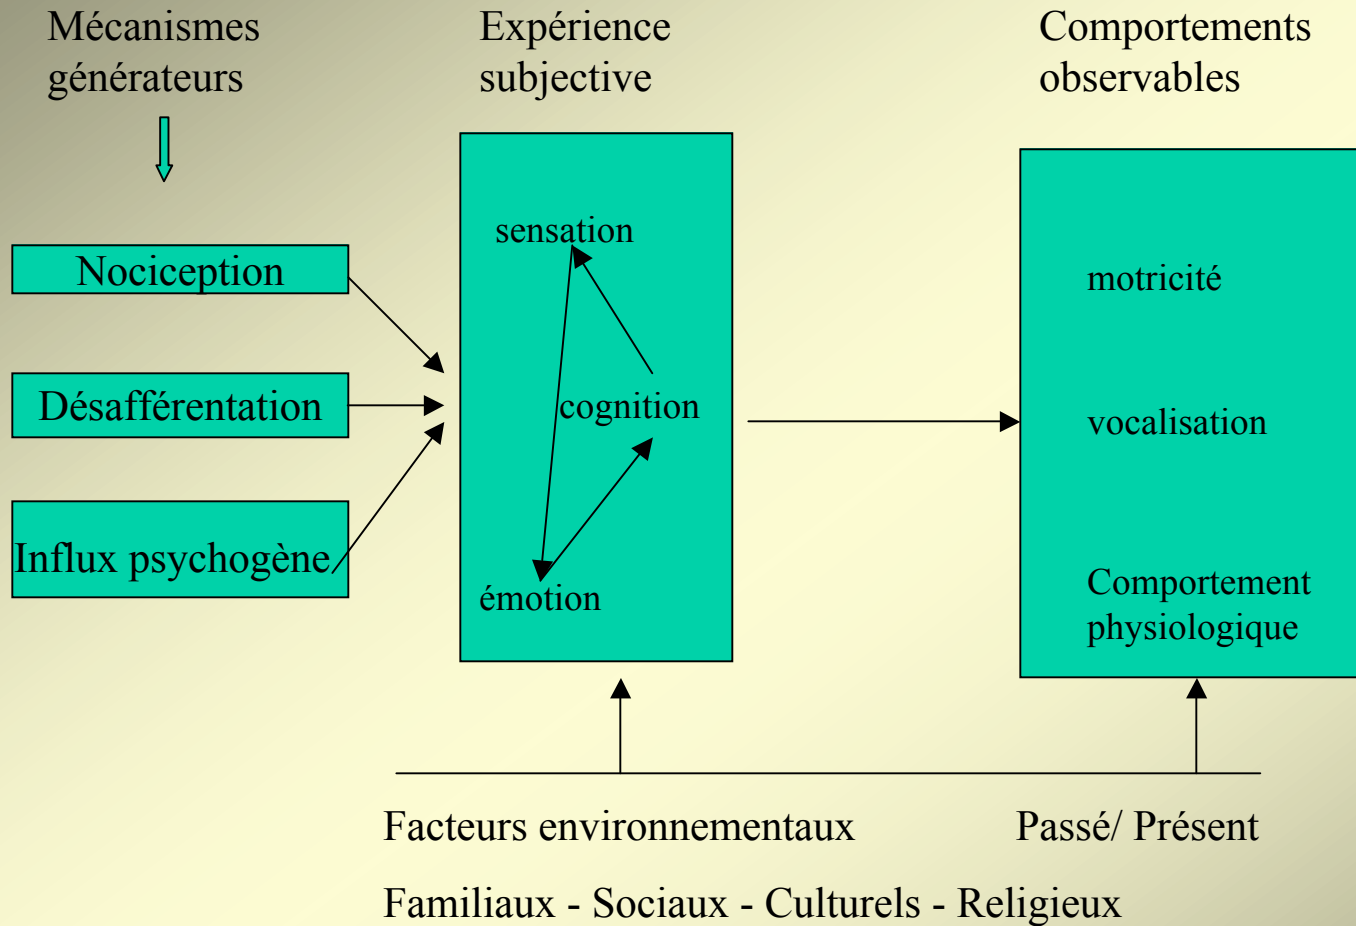 Mécanismes
générateurs
Expérience
subjective
Comportements
observables
Nociception
Désafférentation
Influx psychogène
sensation
cognition
émotion
motricité
vocalisation
Comportement
physiologique
Facteurs environnementaux
Passé/ Présent
Familiaux - Sociaux - Culturels - Religieux